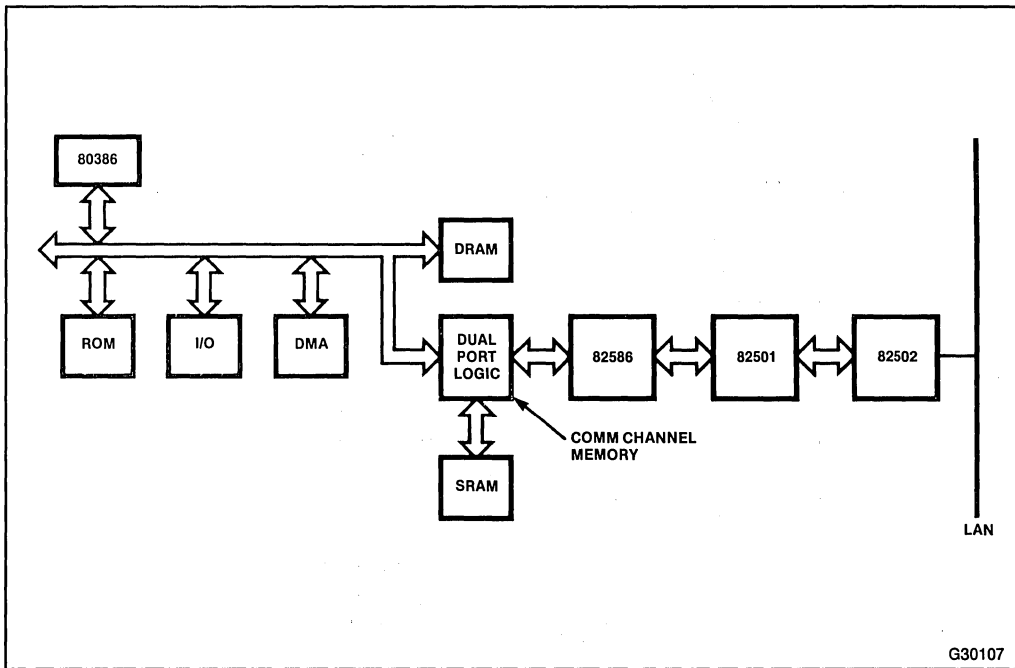 80386
DRAM
ROM
I/O
DMA
DUAL
PORT
LOGIC
82586
82501
82502
COMM CHANNEL
MEMORY
SRAM
LAN
G30107